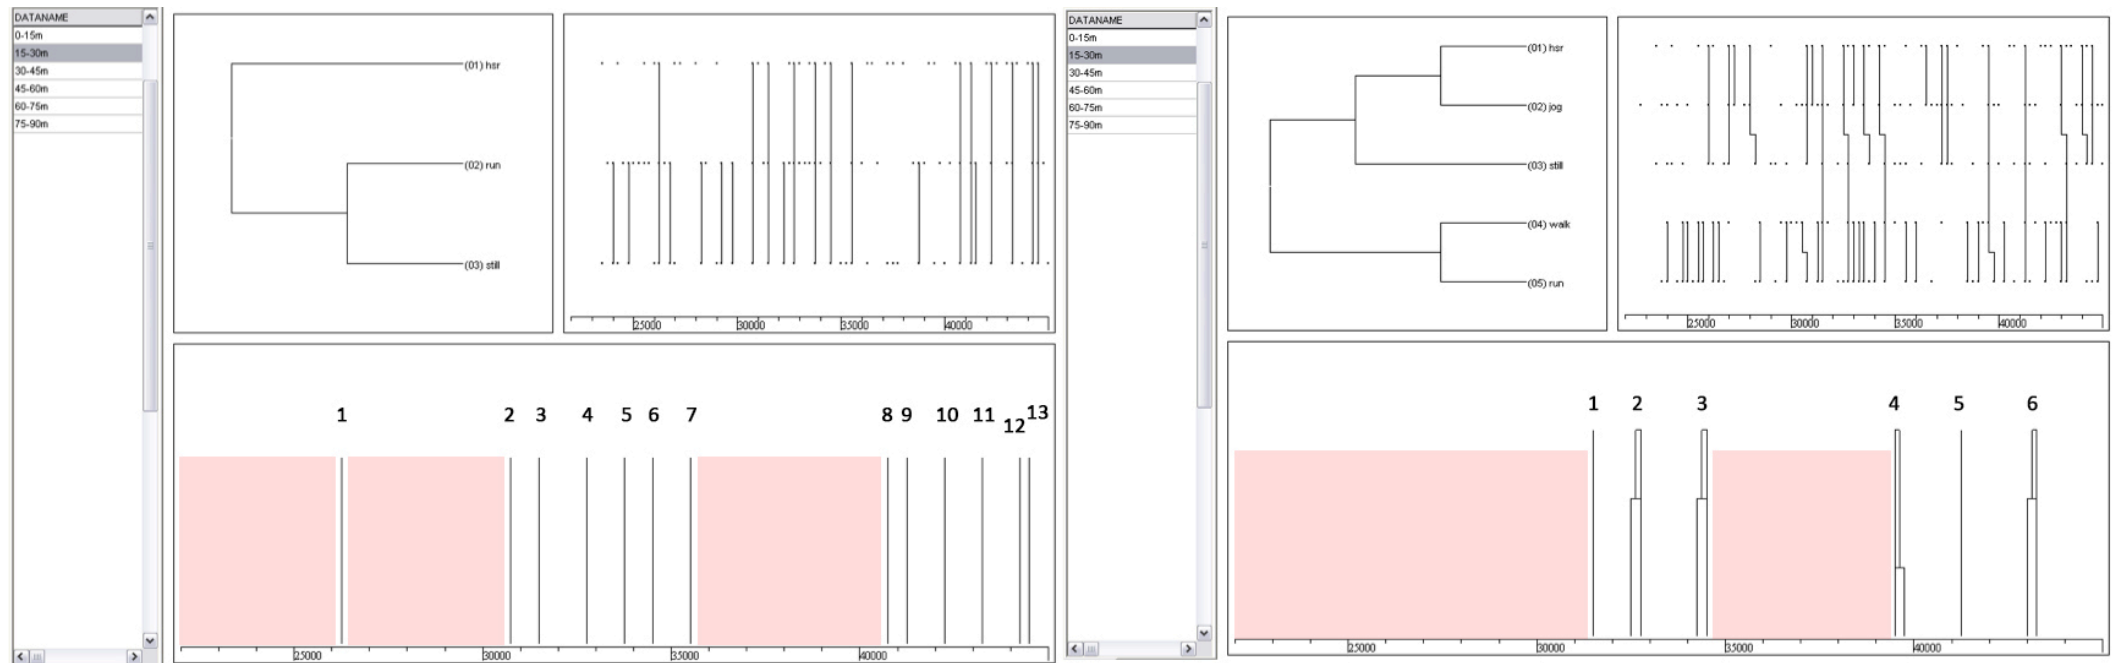 DATANAME
0-15m
15-30m
30-45m
45-60m
60-75m
75-90m
(01) hsr
(02) run
(03) still
25000 30000 35000 40000
1 2 3 4 5 6 7 8 9 10 11 12 13
25000 30000 35000 40000
DATANAME
0-15m
15-30m
30-45m
45-60m
60-75m
75-90m
(01) hsr
(02) jog
(03) still
(04) walk
(05) run
25000 30000 35000 40000
1 2 3 4 5 6
25000 30000 35000 40000